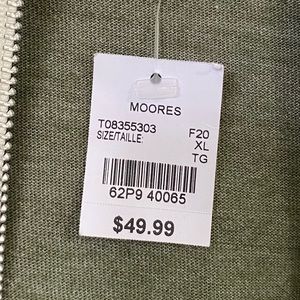 MOORES
T08355303 F20
SIZE/TAILLE: XL
TG
62P9 40065
$49.99